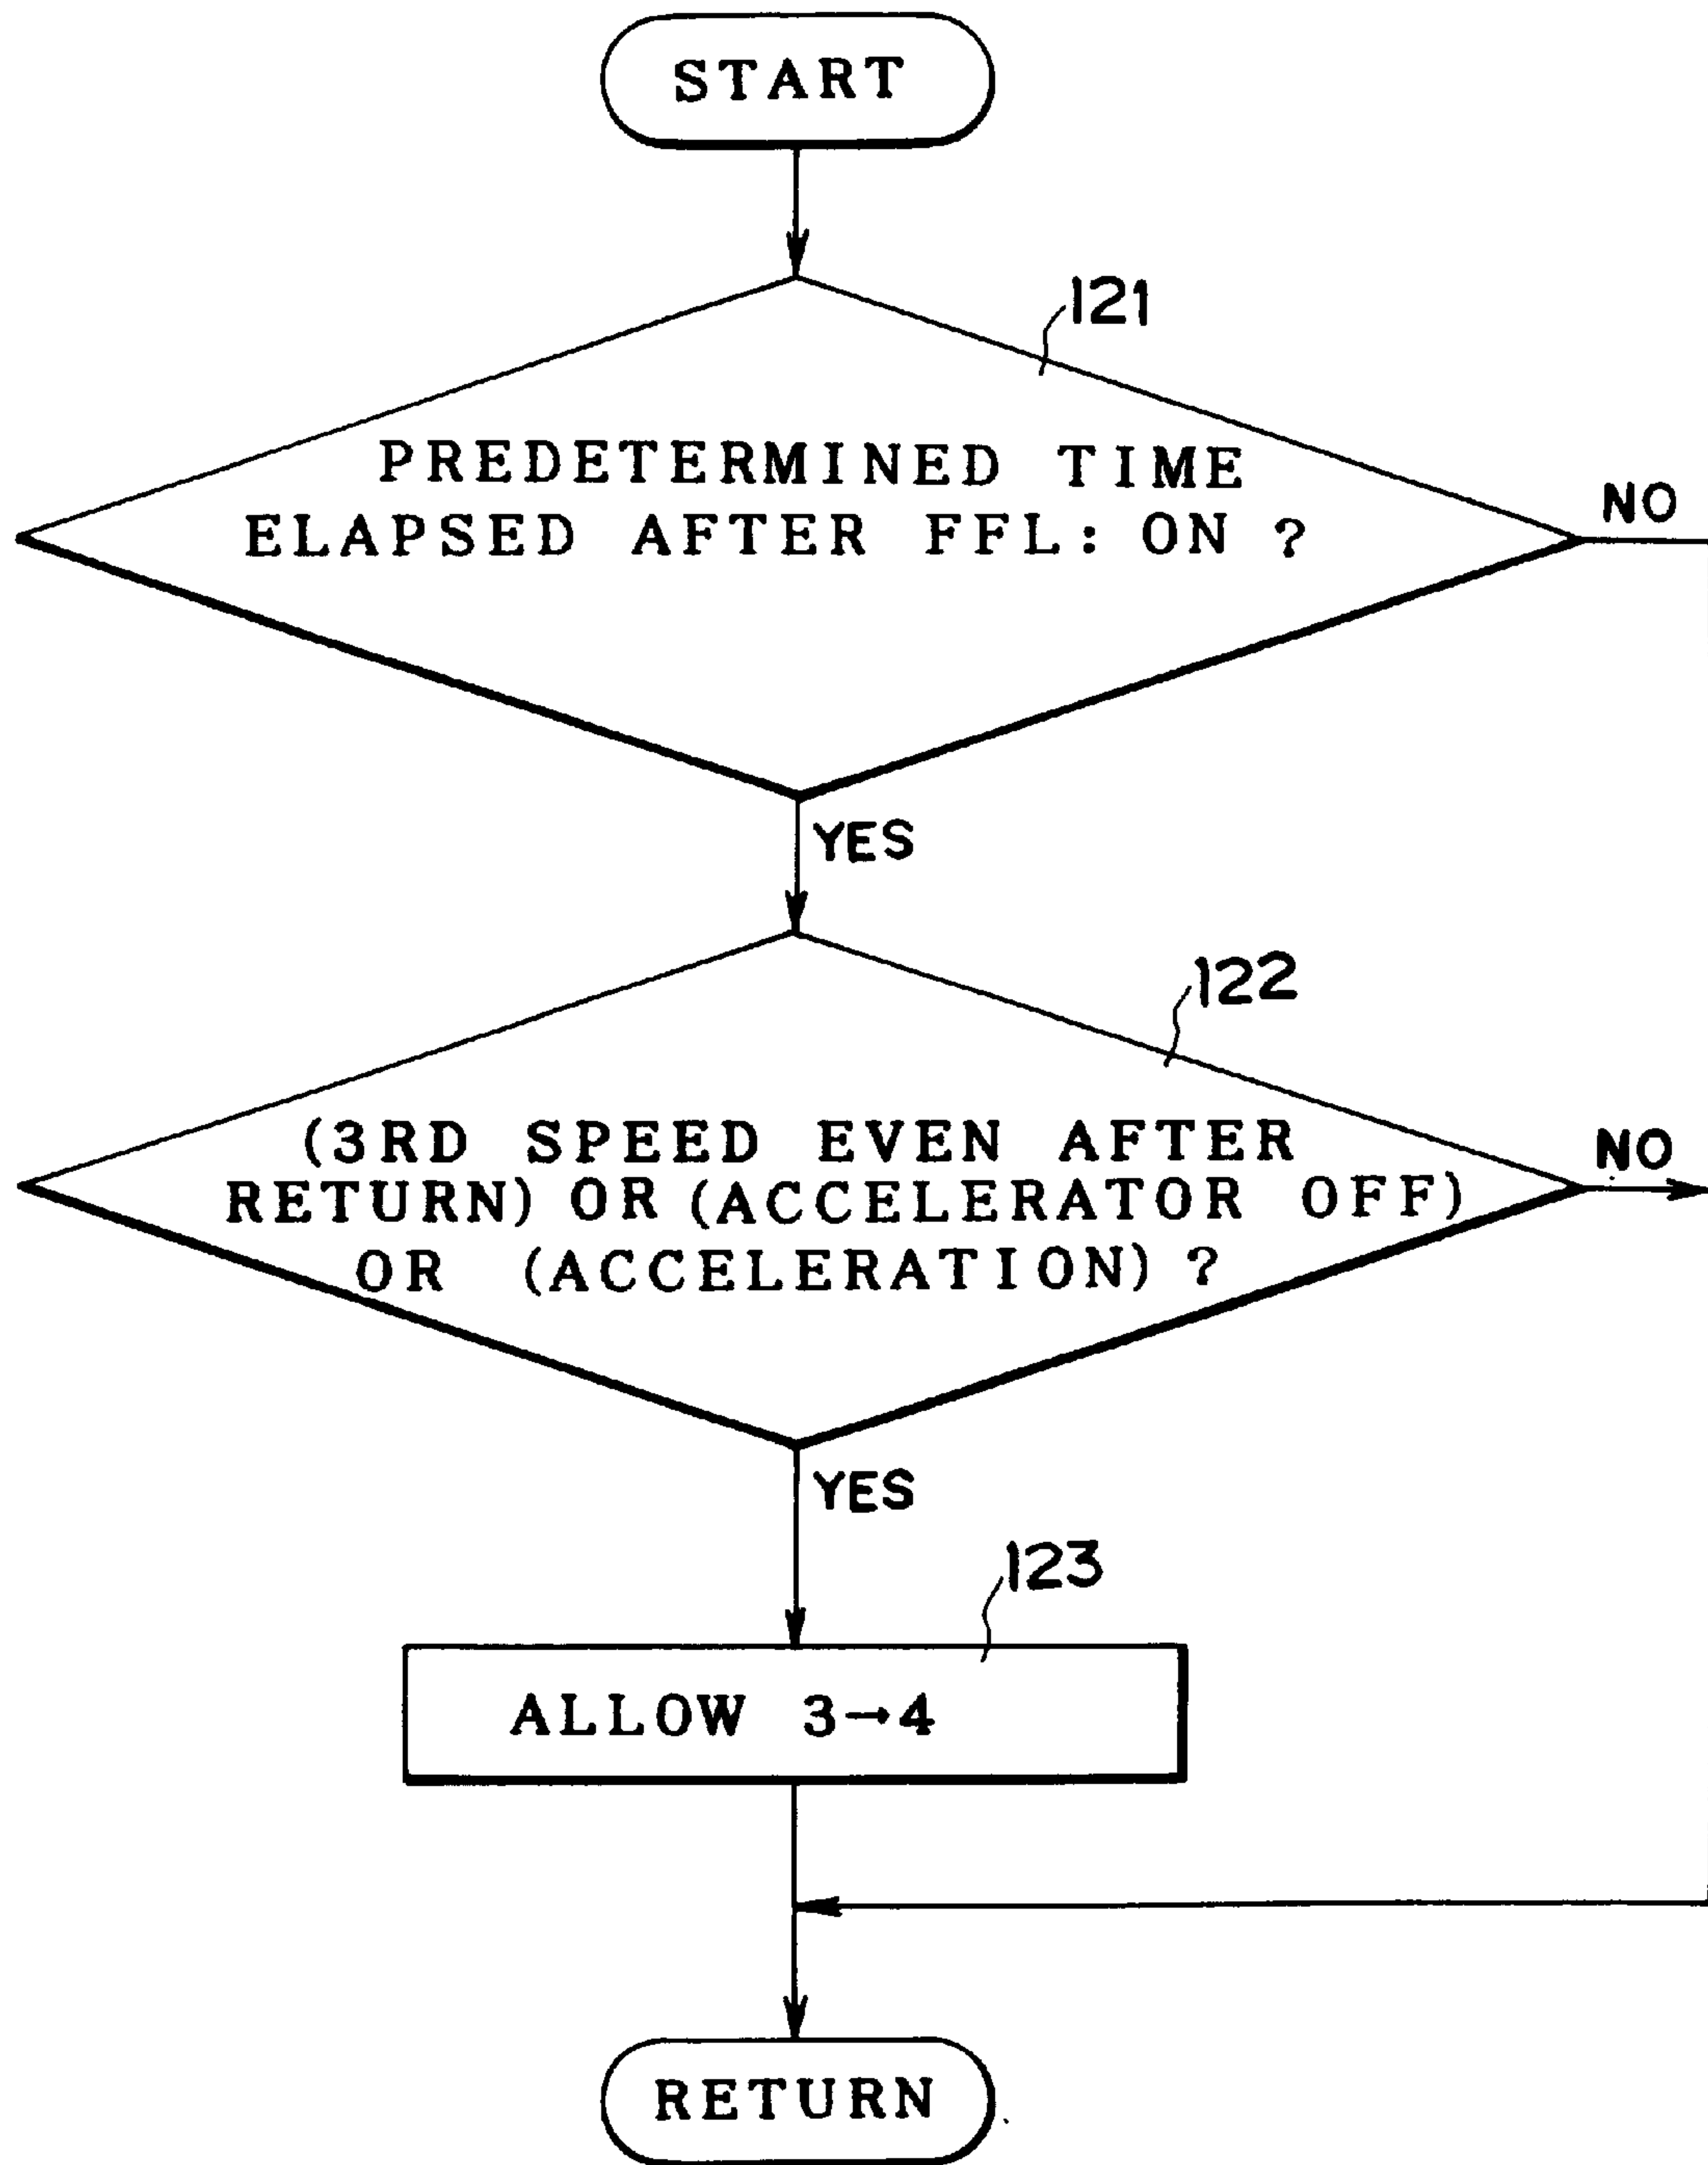 START
121
PREDETERMINED TIME
ELAPSED AFTER FFL: ON ?
NO
YES
122
(3RD SPEED EVEN AFTER
RETURN) OR (ACCELERATOR OFF)
OR (ACCELERATION) ?
NO
YES
123
ALLOW 3→4
RETURN